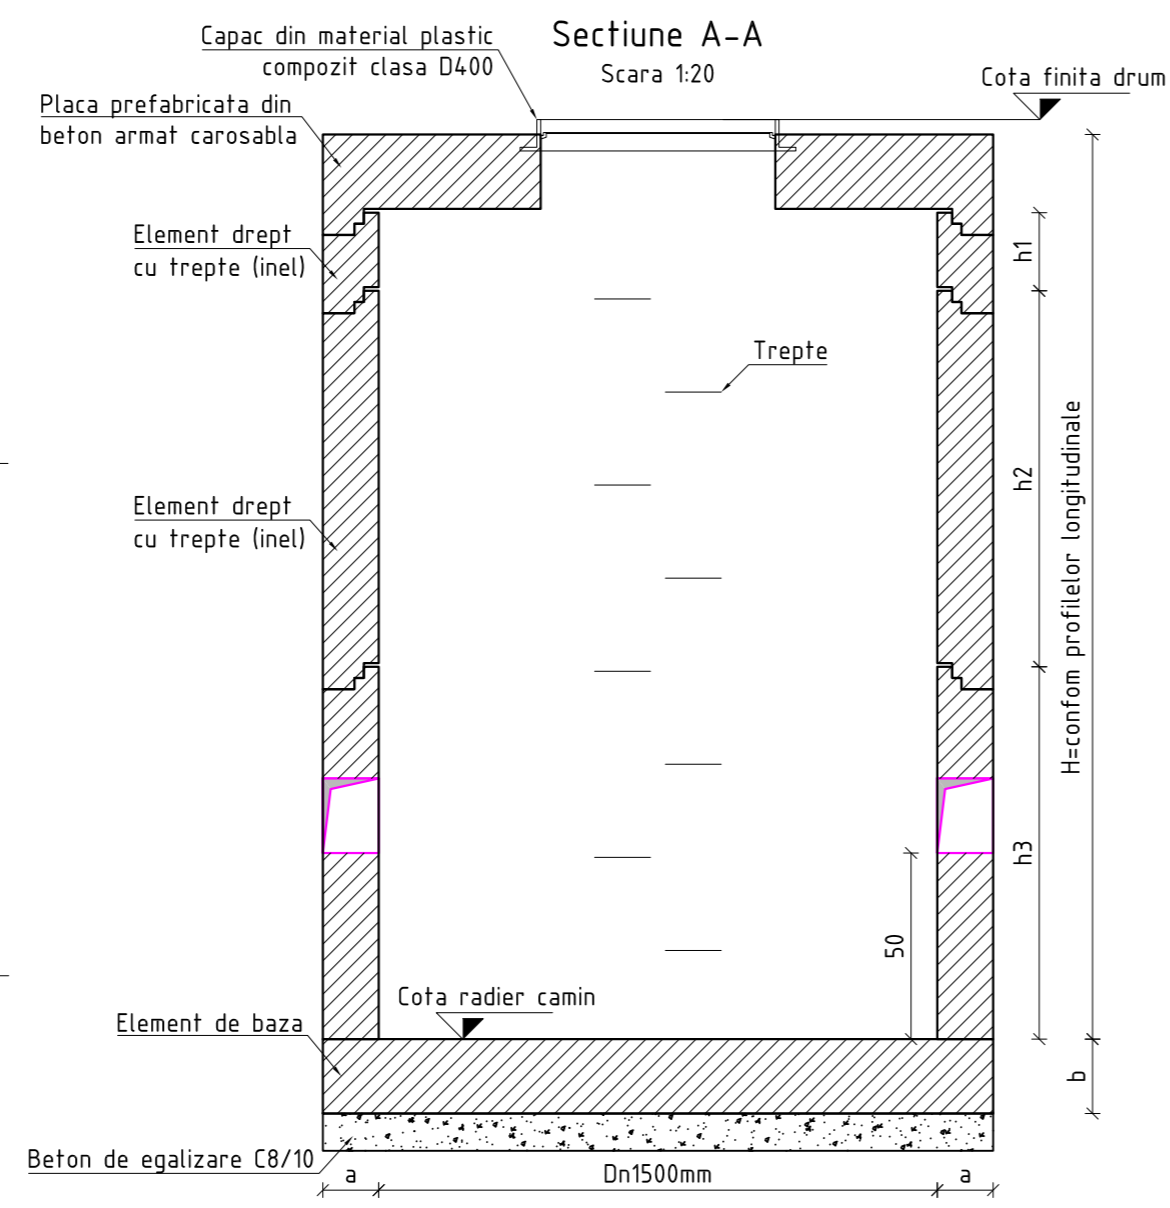 Sectiune A-A
Scara 1:20
Capac din material plastic
compozit clasa D400
Cota finita drum
Placa prefabricata din
beton armat carosabla
Element drept
cu trepte (inel)
h1
Trepte
h2
H=confom profilelor longitudinale
Element drept
cu trepte (inel)
h3
50
Cota radier camin
Element de baza
b
Beton de egalizare C8/10
a
Dn1500mm
a